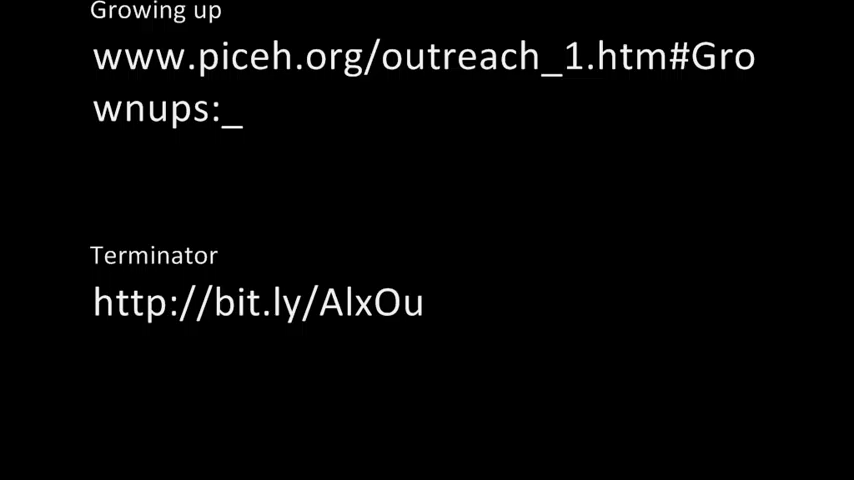 Growing up
www.piceh.org/outreach_1.htm#Gro
wnups:_
Terminator
http://bit.ly/AlxOu